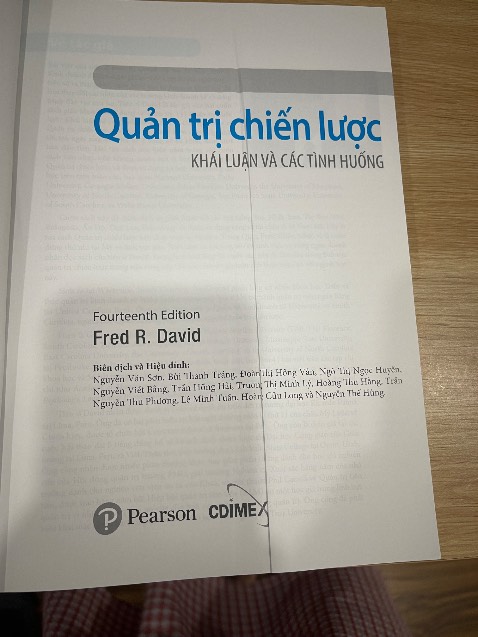 Quản trị chiến lược
KHÁI LUẬN VÀ CÁC TÌNH HUỐNG
Fourteenth Edition
Fred R. David
Biên dịch và Hiệu đính:
Nguyễn Văn Sơn, Bùi Thanh Tráng, Đoàn Thị Hồng Vân, Ngô Thị Ngọc Huyền,
Nguyễn Viết Bằng, Trần Hồng Hải, Trương Thị Minh Lý, Hoàng Thu Hằng, Trần
Nguyễn Thu Phương, Lê Minh Tuấn, Hoàng Cửu Long và Nguyễn Thế Hùng.
Pearson CDIMEX